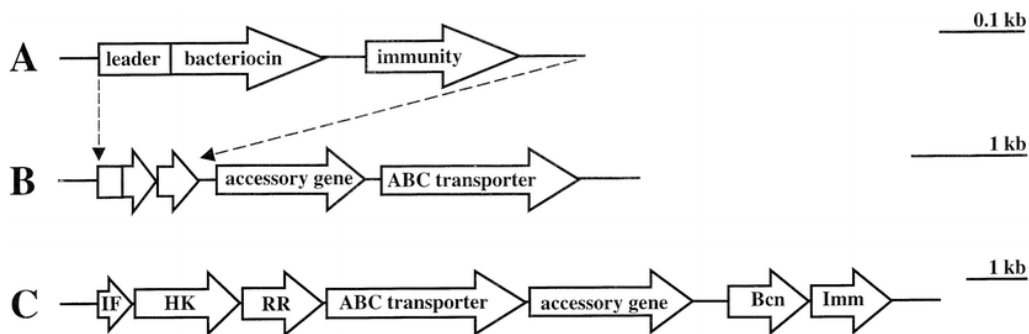 0.1 kb
A leader bacteriocin immunity
1 kb
B accessory gene ABC transporter
1 kb
C IF HK RR ABC transporter accessory gene Bcn Imm